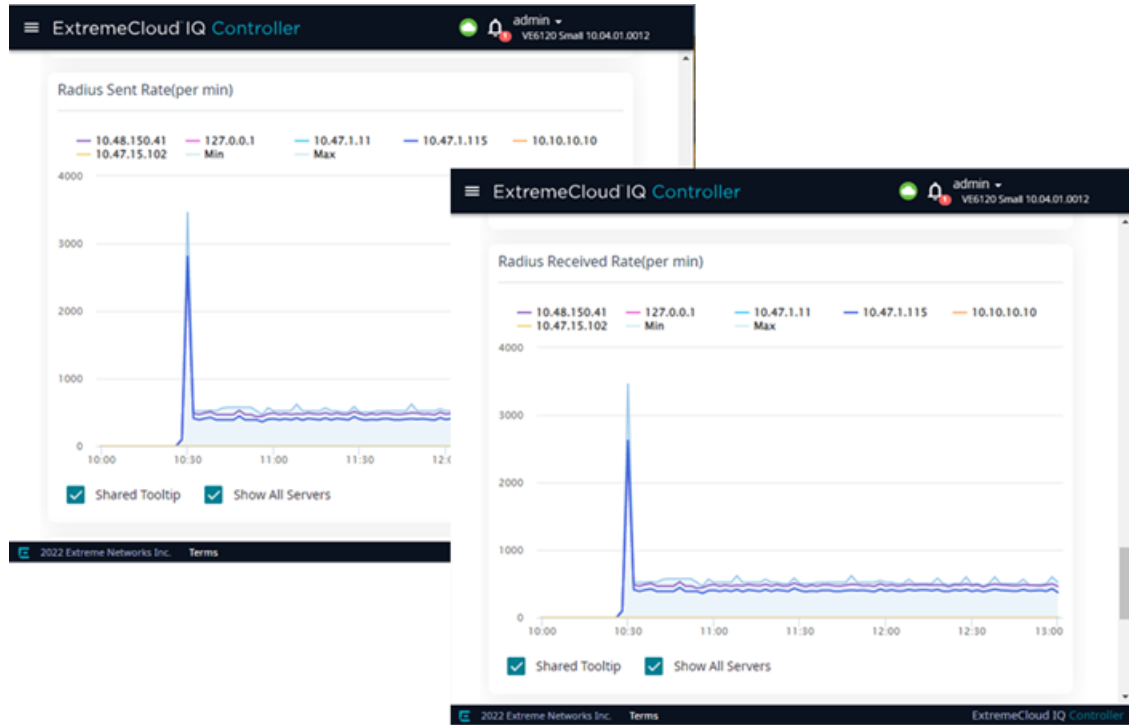 ExtremeCloud IQ Controller
admin
VE6120 Small 10.04.01.0012
Radius Sent Rate(per min)
10.48.150.41 127.0.0.1 10.47.1.11 10.47.1.115 10.10.10.10
10.47.15.102 Min Max
4000
3000
2000
1000
0
10:00 10:30 11:00 11:30
Shared Tooltip Show All Servers
2022 Extreme Networks Inc. Terms
ExtremeCloud IQ Controller
admin
VE6120 Small 10.04.01.0012
Radius Received Rate(per min)
10.48.150.41 127.0.0.1 10.47.1.11 10.47.1.115 10.10.10.10
10.47.15.102 Min Max
4000
3000
2000
1000
0
10:00 10:30 11:00 11:30 12:00 12:30 13:00
Shared Tooltip Show All Servers
2022 Extreme Networks Inc. Terms ExtremeCloud IQ Controller